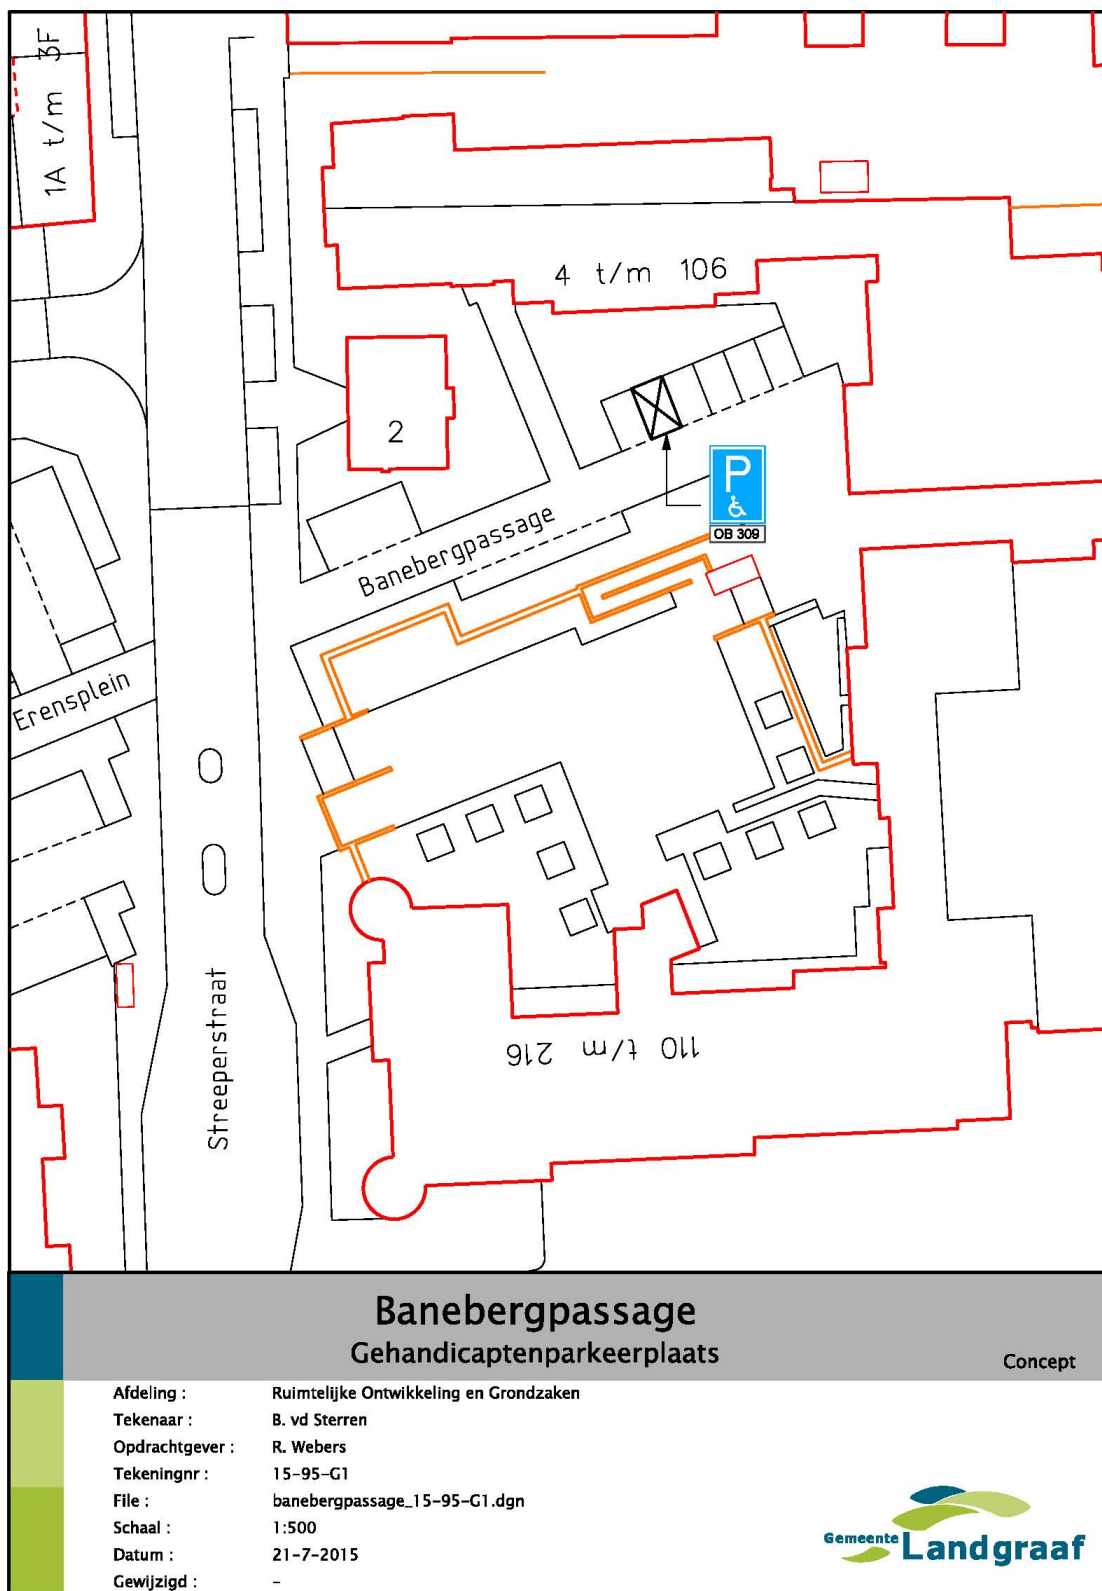 1A t/m 3F
4 t/m 106
2
P
OB 309
Banebergpassage
Erensplein
Streeperstraat
110 t/m 216
Banebergpassage
Gehandicaptenparkeerplaats
Concept
Afdeling : Ruimtelijke Ontwikkeling en Grondzaken
Tekenaar : B. vd Sterren
Opdrachtgever : R. Webers
Tekeningnr : 15-95-G1
File : banebergpassage_15-95-G1.dgn
Schaal : 1:500
Datum : 21-7-2015
Gewijzigd : -
Gemeente Landgraaf